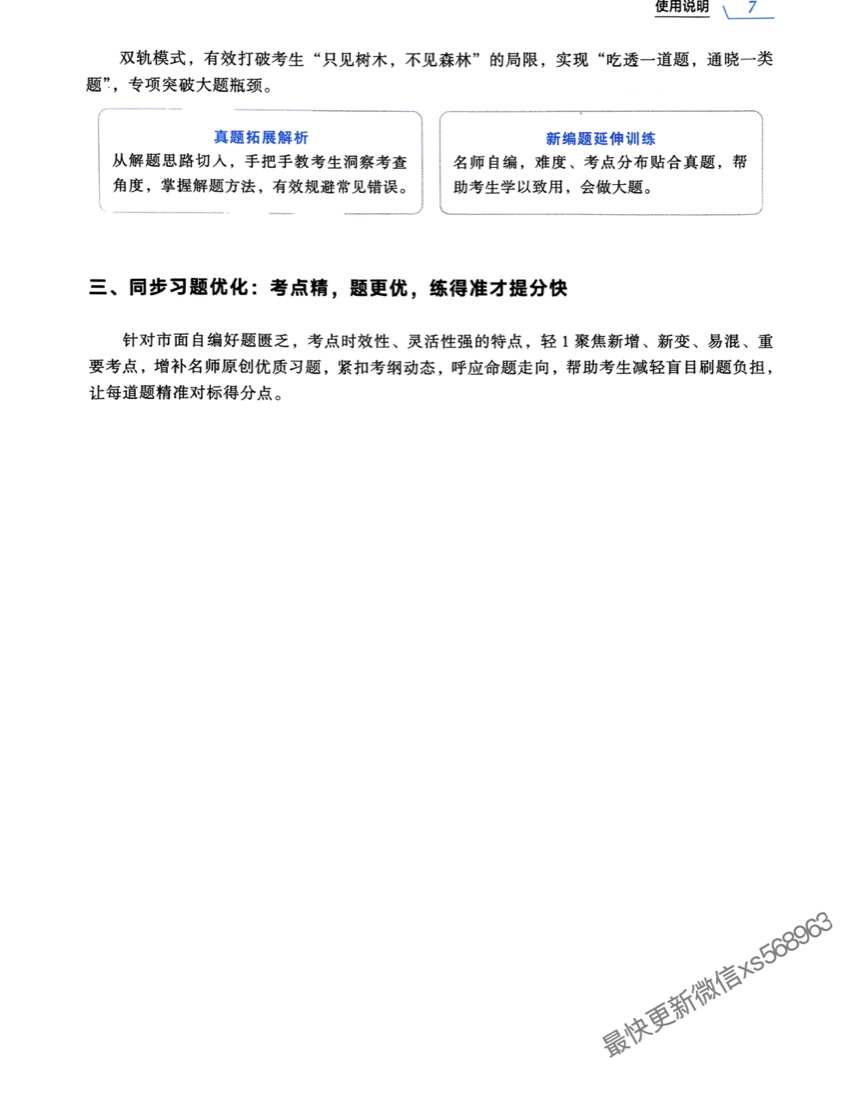 使用说明 7
双轨模式，有效打破考生“只见树木，不见森林”的局限，实现“吃透一道题，通晓一类
题”，专项突破大题瓶颈。
真题拓展解析
从解题思路切入，手把手教考生洞察考查
角度，掌握解题方法，有效规避常见错误。
新编题延伸训练
名师自编，难度、考点分布贴合真题，帮
助考生学以致用，会做大题。
三、同步习题优化：考点精，题更优，练得准才提分快
针对市面自编好题匮乏，考点时效性、灵活性强的特点，轻 1 聚焦新增、新变、易混、重
要考点，增补名师原创优质习题，紧扣考纲动态，呼应命题走向，帮助考生减轻盲目刷题负担，
让每道题精准对标得分点。
最快更新微信xs568963